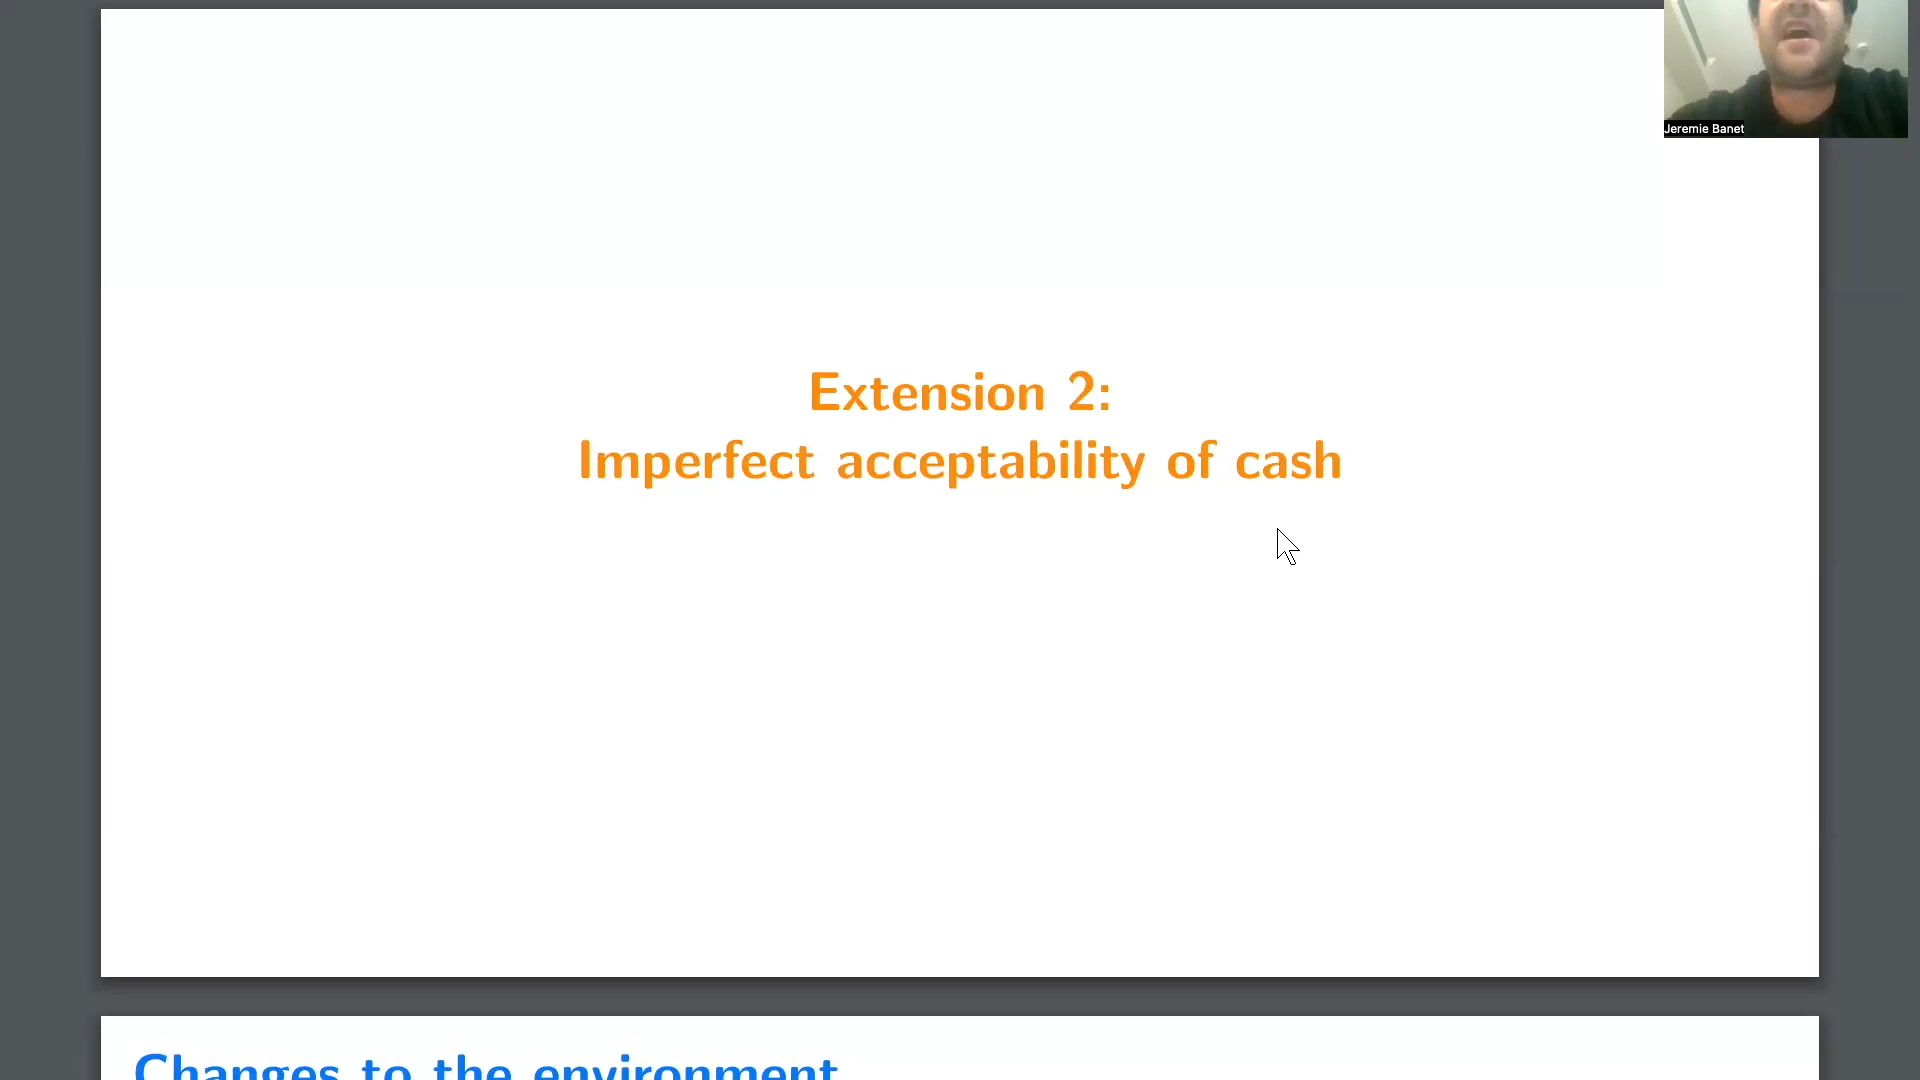 Jeremie Banet
Extension 2:
Imperfect acceptability of cash
Changes to the environment